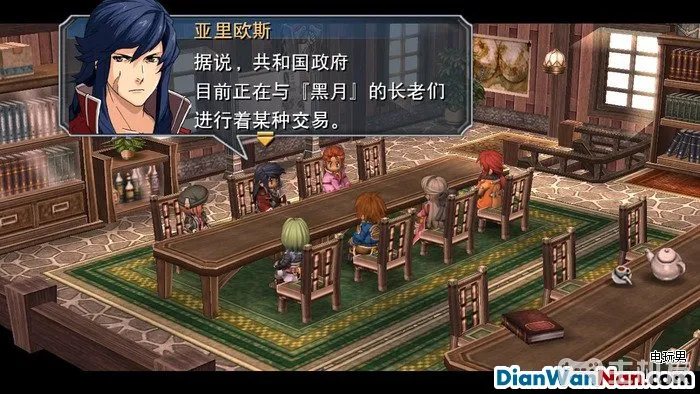 亚里欧斯
据说，共和国政府
目前正在与『黑月』的长老们
进行着某种交易。
电玩男
DianWanNan.com